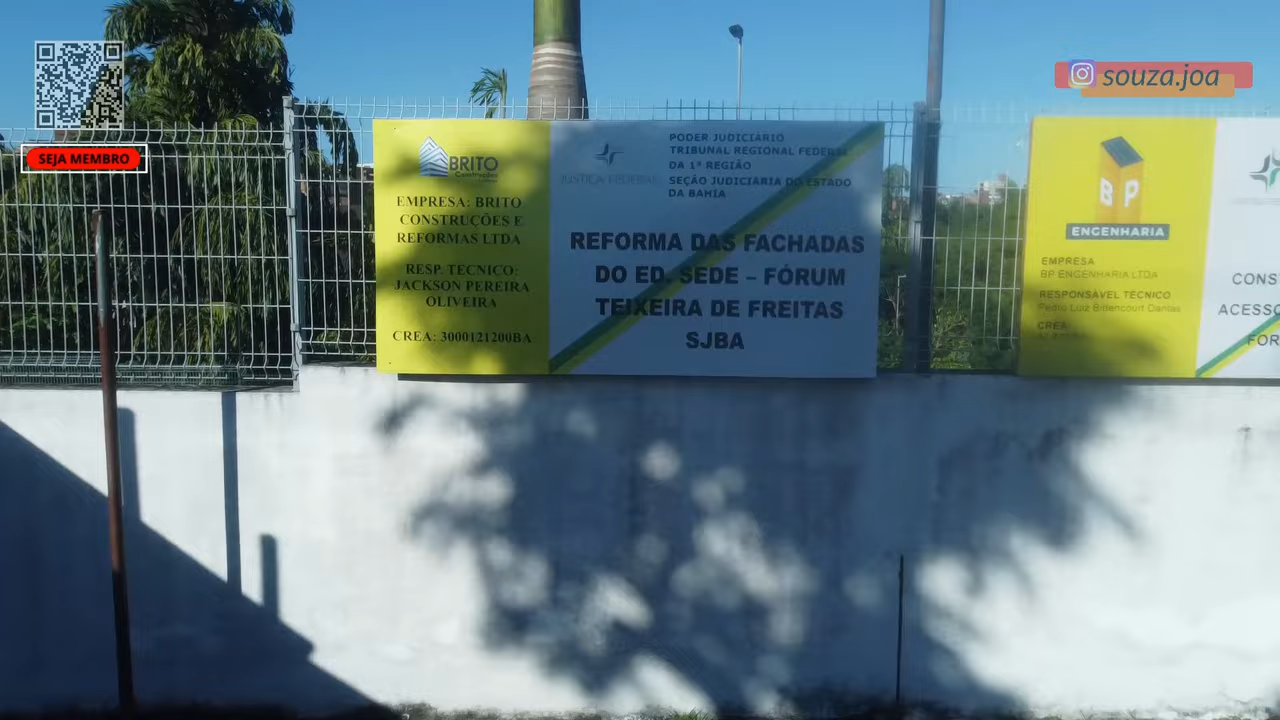 SEJA MEMBRO
souza.joa
BRITO
Construções
EMPRESA: BRITO
CONSTRUÇÕES E
REFORMAS LTDA
RESP. TECNICO:
JACKSON PEREIRA
OLIVEIRA
CREA: 3000121200BA
JUSTIÇA FEDERAL
PODER JUDICIÁRIO
TRIBUNAL REGIONAL FEDERAL
DA 1ª REGIÃO
SEÇÃO JUDICIÁRIA DO ESTADO
DA BAHIA
REFORMA DAS FACHADAS
DO ED. SEDE – FÓRUM
TEIXEIRA DE FREITAS
SJBA
BP
ENGENHARIA
EMPRESA
BP ENGENHARIA LTDA
RESPONSÁVEL TÉCNICO
Pedro Luiz Bittencourt Dantas
CREA
CONS
ACESSO
FOR